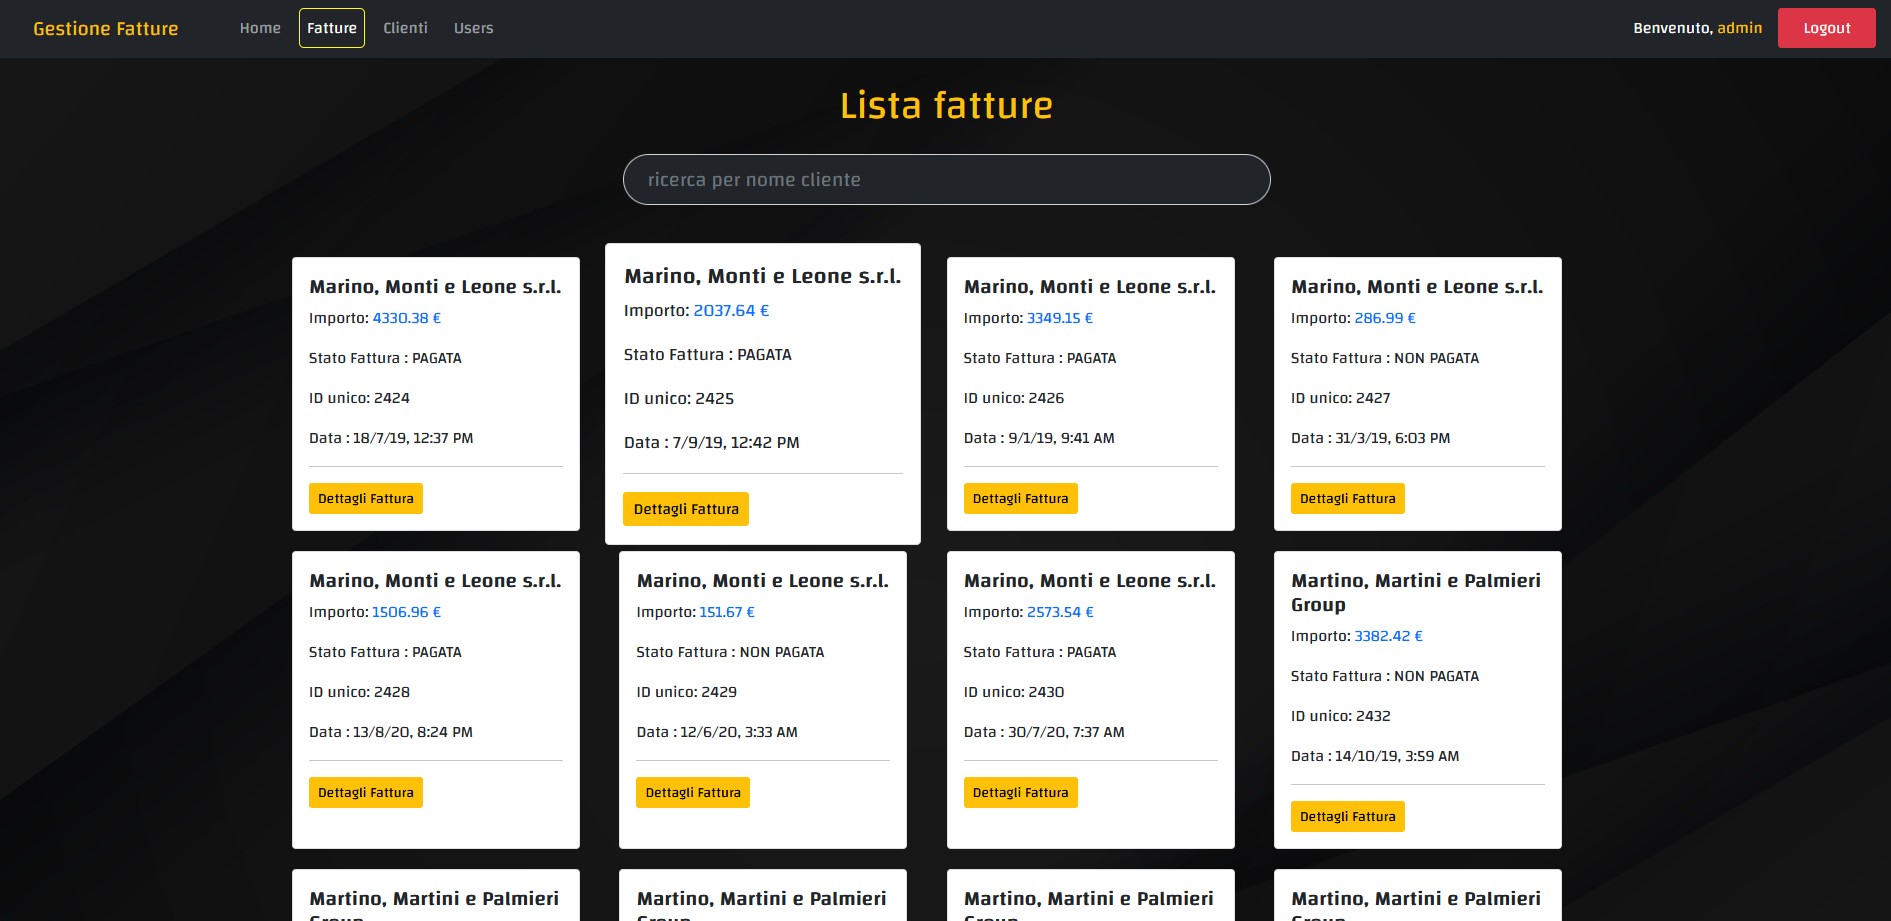 Gestione Fatture
Home Fatture Clienti Users
Benvenuto, admin
Logout
Lista fatture
ricerca per nome cliente
Marino, Monti e Leone s.r.l.
Importo: 4330.38 €
Stato Fattura : PAGATA
ID unico: 2424
Data : 18/7/19, 12:37 PM
Dettagli Fattura
Marino, Monti e Leone s.r.l.
Importo: 2037.64 €
Stato Fattura : PAGATA
ID unico: 2425
Data : 7/9/19, 12:42 PM
Dettagli Fattura
Marino, Monti e Leone s.r.l.
Importo: 3349.15 €
Stato Fattura : PAGATA
ID unico: 2426
Data : 9/1/19, 9:41 AM
Dettagli Fattura
Marino, Monti e Leone s.r.l.
Importo: 286.99 €
Stato Fattura : NON PAGATA
ID unico: 2427
Data : 31/3/19, 6:03 PM
Dettagli Fattura
Marino, Monti e Leone s.r.l.
Importo: 1506.96 €
Stato Fattura : PAGATA
ID unico: 2428
Data : 13/8/20, 8:24 PM
Dettagli Fattura
Marino, Monti e Leone s.r.l.
Importo: 151.67 €
Stato Fattura : NON PAGATA
ID unico: 2429
Data : 12/6/20, 3:33 AM
Dettagli Fattura
Marino, Monti e Leone s.r.l.
Importo: 2573.54 €
Stato Fattura : PAGATA
ID unico: 2430
Data : 30/7/20, 7:37 AM
Dettagli Fattura
Martino, Martini e Palmieri
Group
Importo: 3382.42 €
Stato Fattura : NON PAGATA
ID unico: 2432
Data : 14/10/19, 3:59 AM
Dettagli Fattura
Martino, Martini e Palmieri
Group
Martino, Martini e Palmieri
Group
Martino, Martini e Palmieri
Group
Martino, Martini e Palmieri
Group